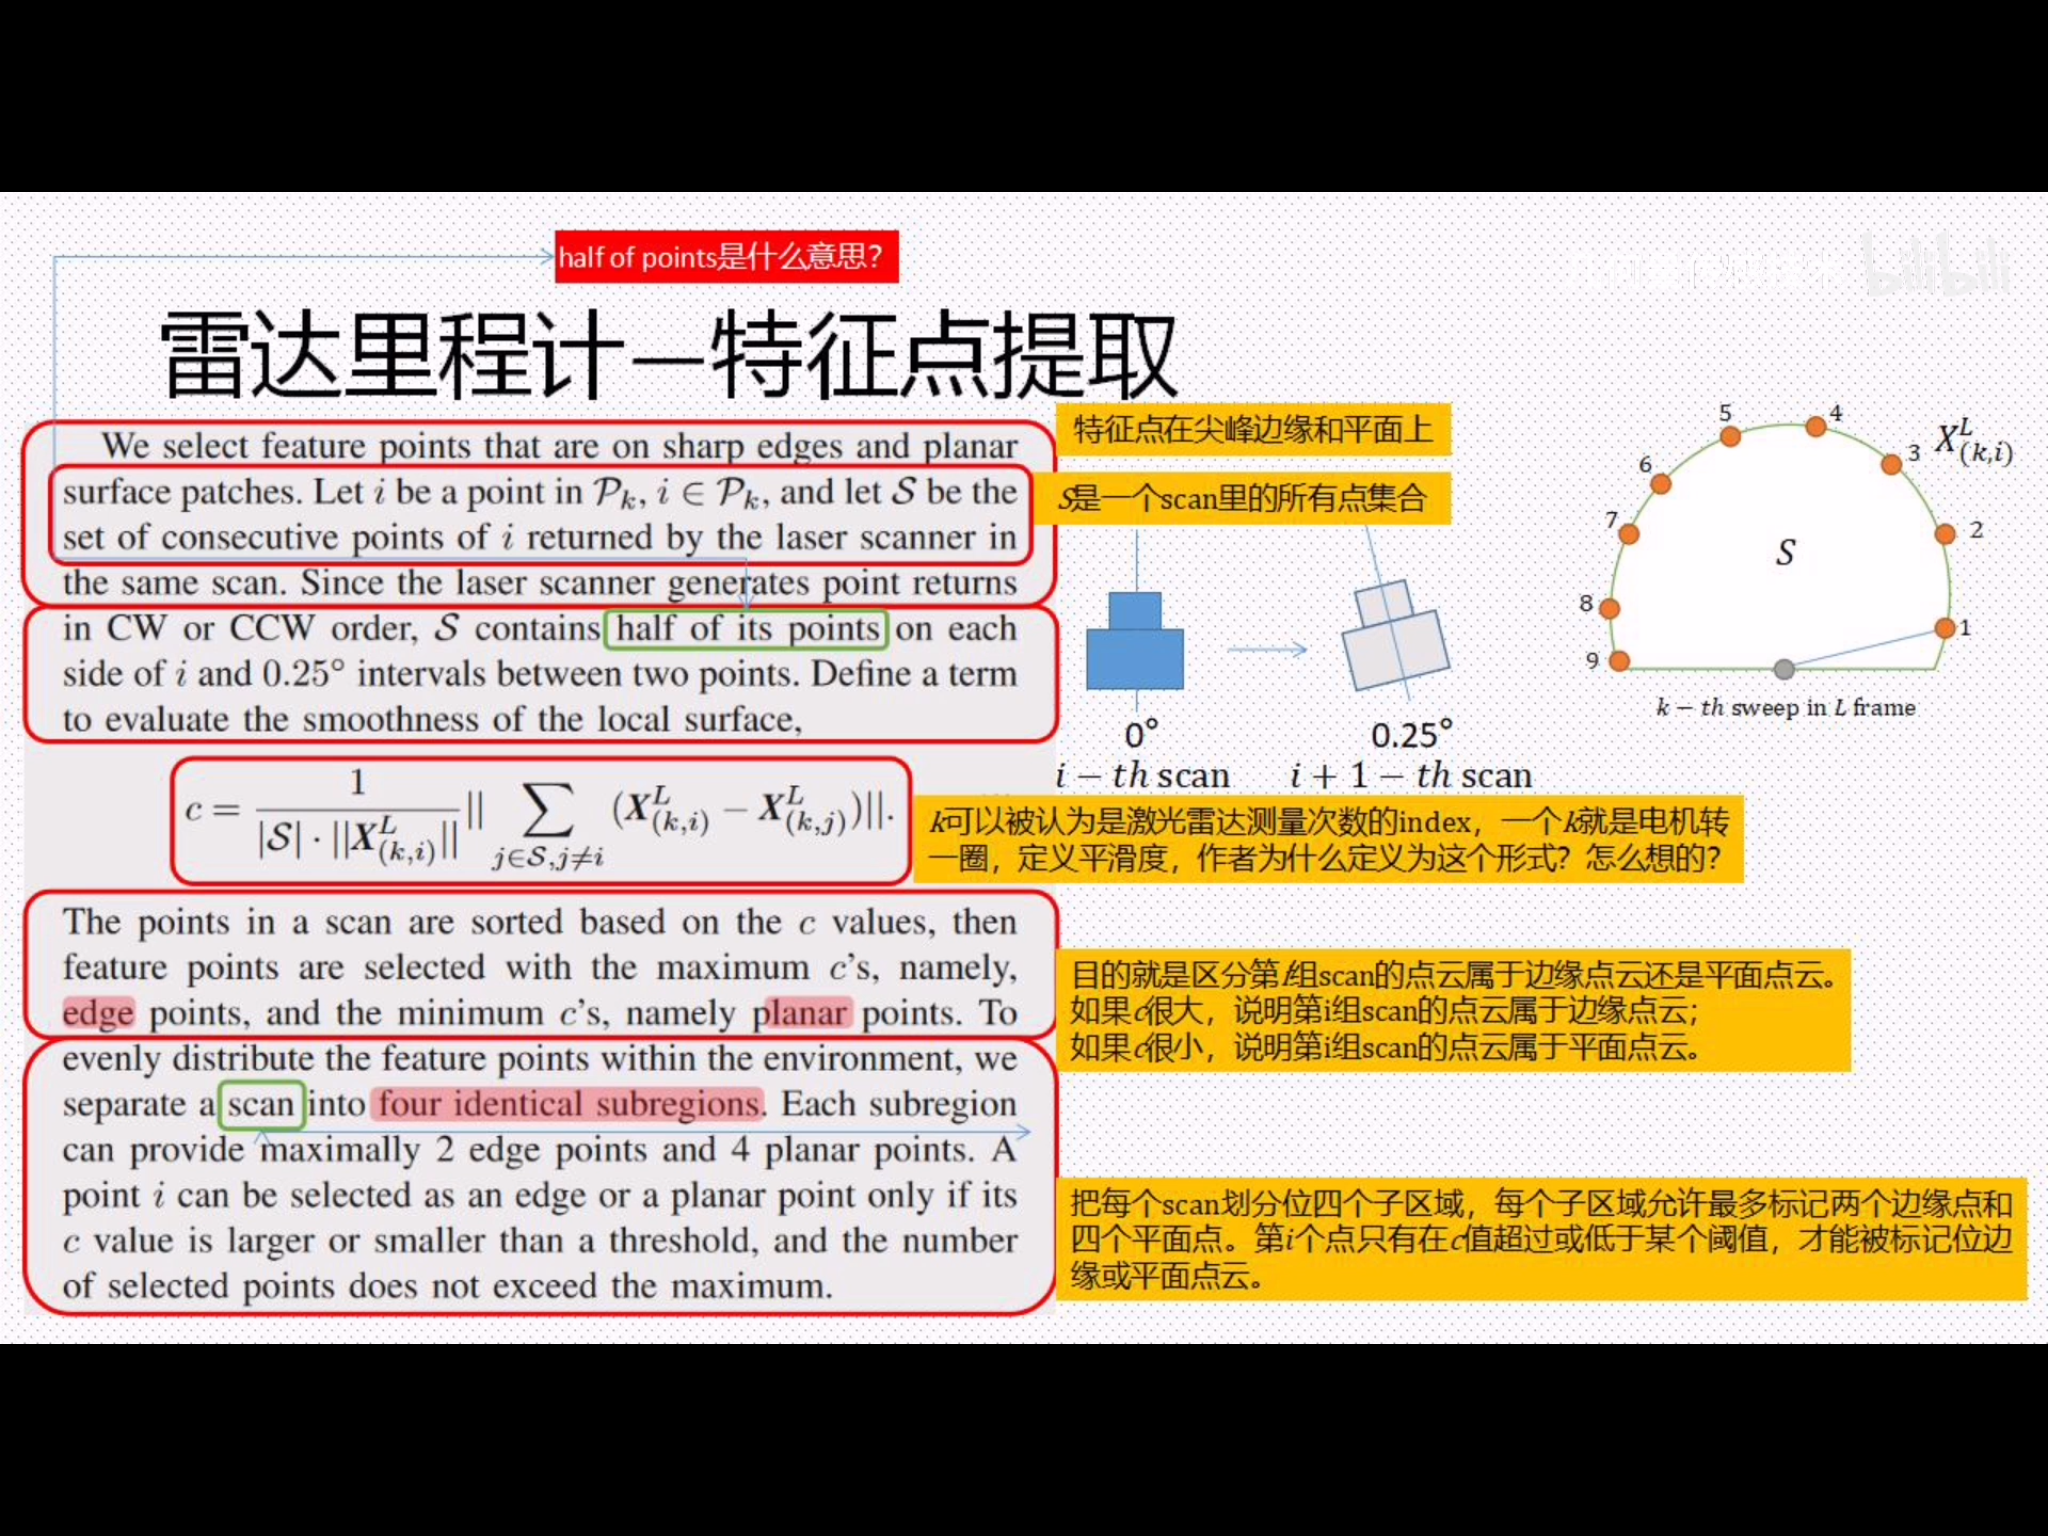 half of points是什么意思?
bilibili
雷达里程计—特征点提取
We select feature points that are on sharp edges and planar
surface patches. Let i be a point in 𝒫_k, i ∈ 𝒫_k, and let 𝒮 be the
set of consecutive points of i returned by the laser scanner in
the same scan. Since the laser scanner generates point returns
in CW or CCW order, 𝒮 contains half of its points on each
side of i and 0.25° intervals between two points. Define a term
to evaluate the smoothness of the local surface,
c = 1 / (|𝒮| · ||X^L_(k,i)||) || ∑_{j∈𝒮,j≠i} (X^L_(k,i) − X^L_(k,j))||.
The points in a scan are sorted based on the c values, then
feature points are selected with the maximum c's, namely,
edge points, and the minimum c's, namely planar points. To
evenly distribute the feature points within the environment, we
separate a scan into four identical subregions. Each subregion
can provide maximally 2 edge points and 4 planar points. A
point i can be selected as an edge or a planar point only if its
c value is larger or smaller than a threshold, and the number
of selected points does not exceed the maximum.
特征点在尖峰边缘和平面上
S是一个scan里的所有点集合
0°
0.25°
i − th scan
i + 1 − th scan
5
4
3
X^L_(k,i)
6
7
2
S
8
1
9
k − th sweep in L frame
k可以被认为是激光雷达测量次数的index，一个k就是电机转
一圈，定义平滑度，作者为什么定义为这个形式？怎么想的？
目的就是区分第i组scan的点云属于边缘点云还是平面点云。
如果c很大，说明第i组scan的点云属于边缘点云；
如果c很小，说明第i组scan的点云属于平面点云。
把每个scan划分位四个子区域，每个子区域允许最多标记两个边缘点和
四个平面点。第i个点只有在c值超过或低于某个阈值，才能被标记位边
缘或平面点云。